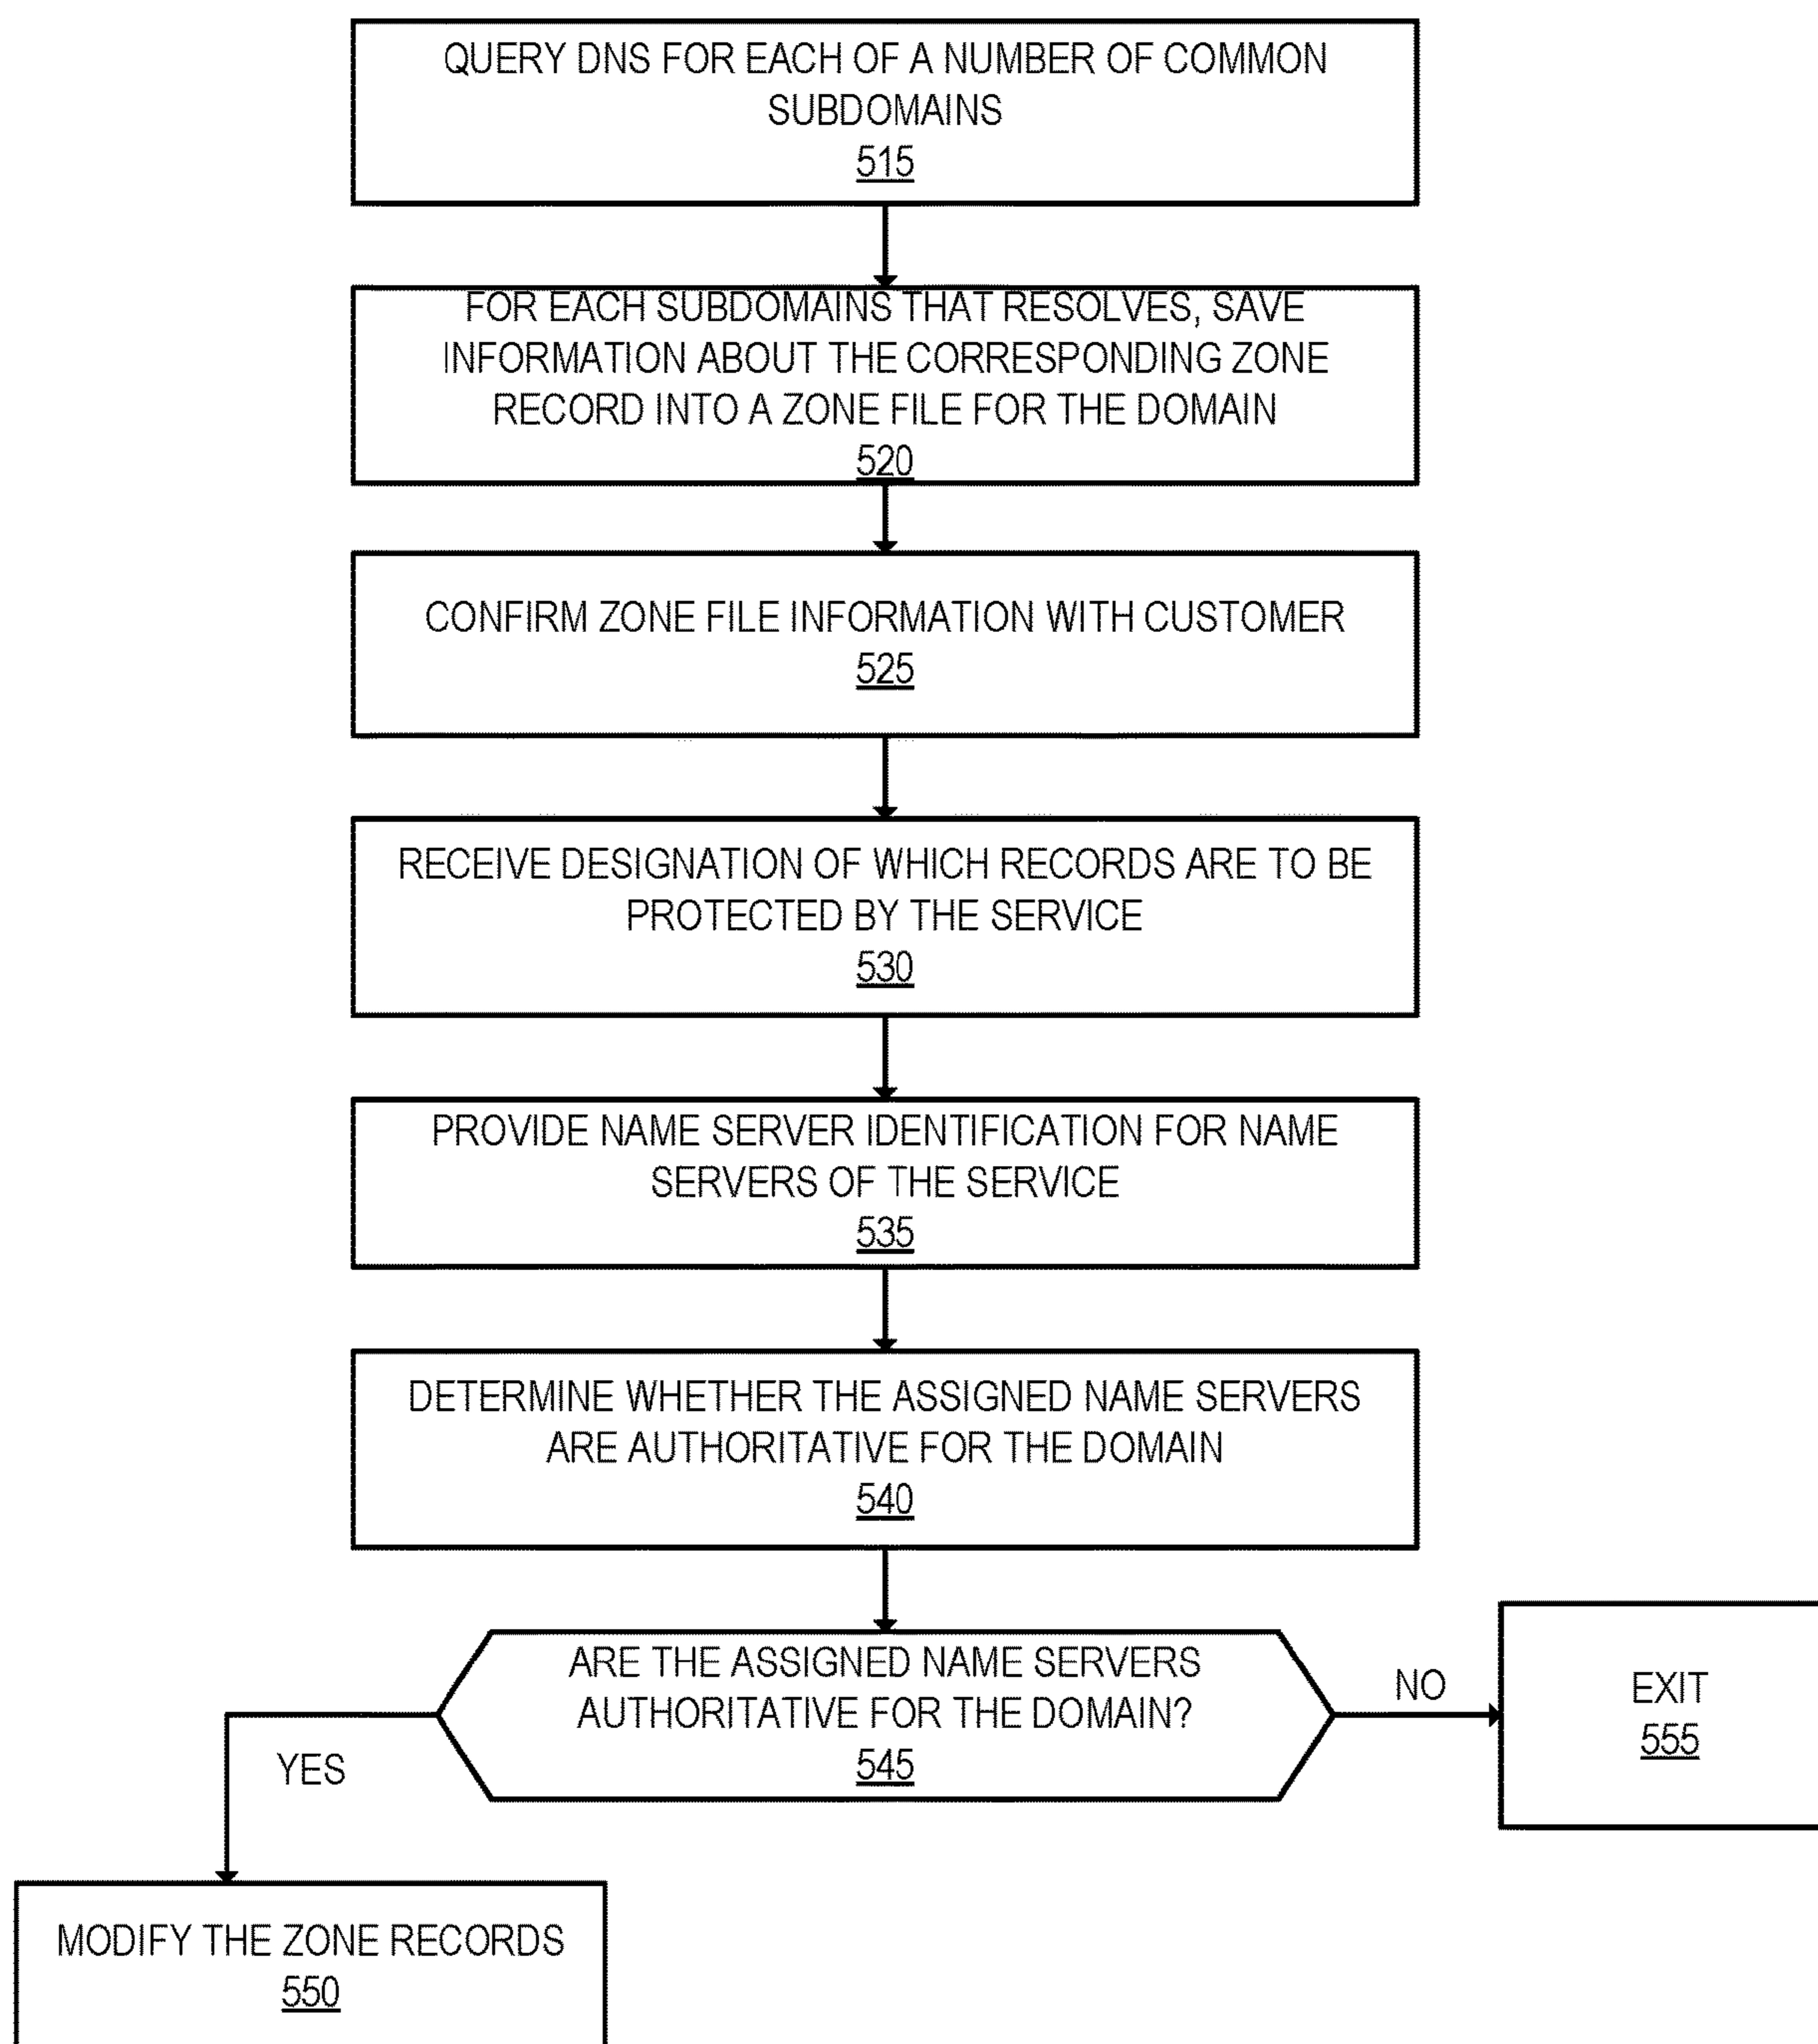 QUERY DNS FOR EACH OF A NUMBER OF COMMON
SUBDOMAINS
515
FOR EACH SUBDOMAINS THAT RESOLVES, SAVE
INFORMATION ABOUT THE CORRESPONDING ZONE
RECORD INTO A ZONE FILE FOR THE DOMAIN
520
CONFIRM ZONE FILE INFORMATION WITH CUSTOMER
525
RECEIVE DESIGNATION OF WHICH RECORDS ARE TO BE
PROTECTED BY THE SERVICE
530
PROVIDE NAME SERVER IDENTIFICATION FOR NAME
SERVERS OF THE SERVICE
535
DETERMINE WHETHER THE ASSIGNED NAME SERVERS
ARE AUTHORITATIVE FOR THE DOMAIN
540
ARE THE ASSIGNED NAME SERVERS
AUTHORITATIVE FOR THE DOMAIN?
545
NO
EXIT
555
YES
MODIFY THE ZONE RECORDS
550